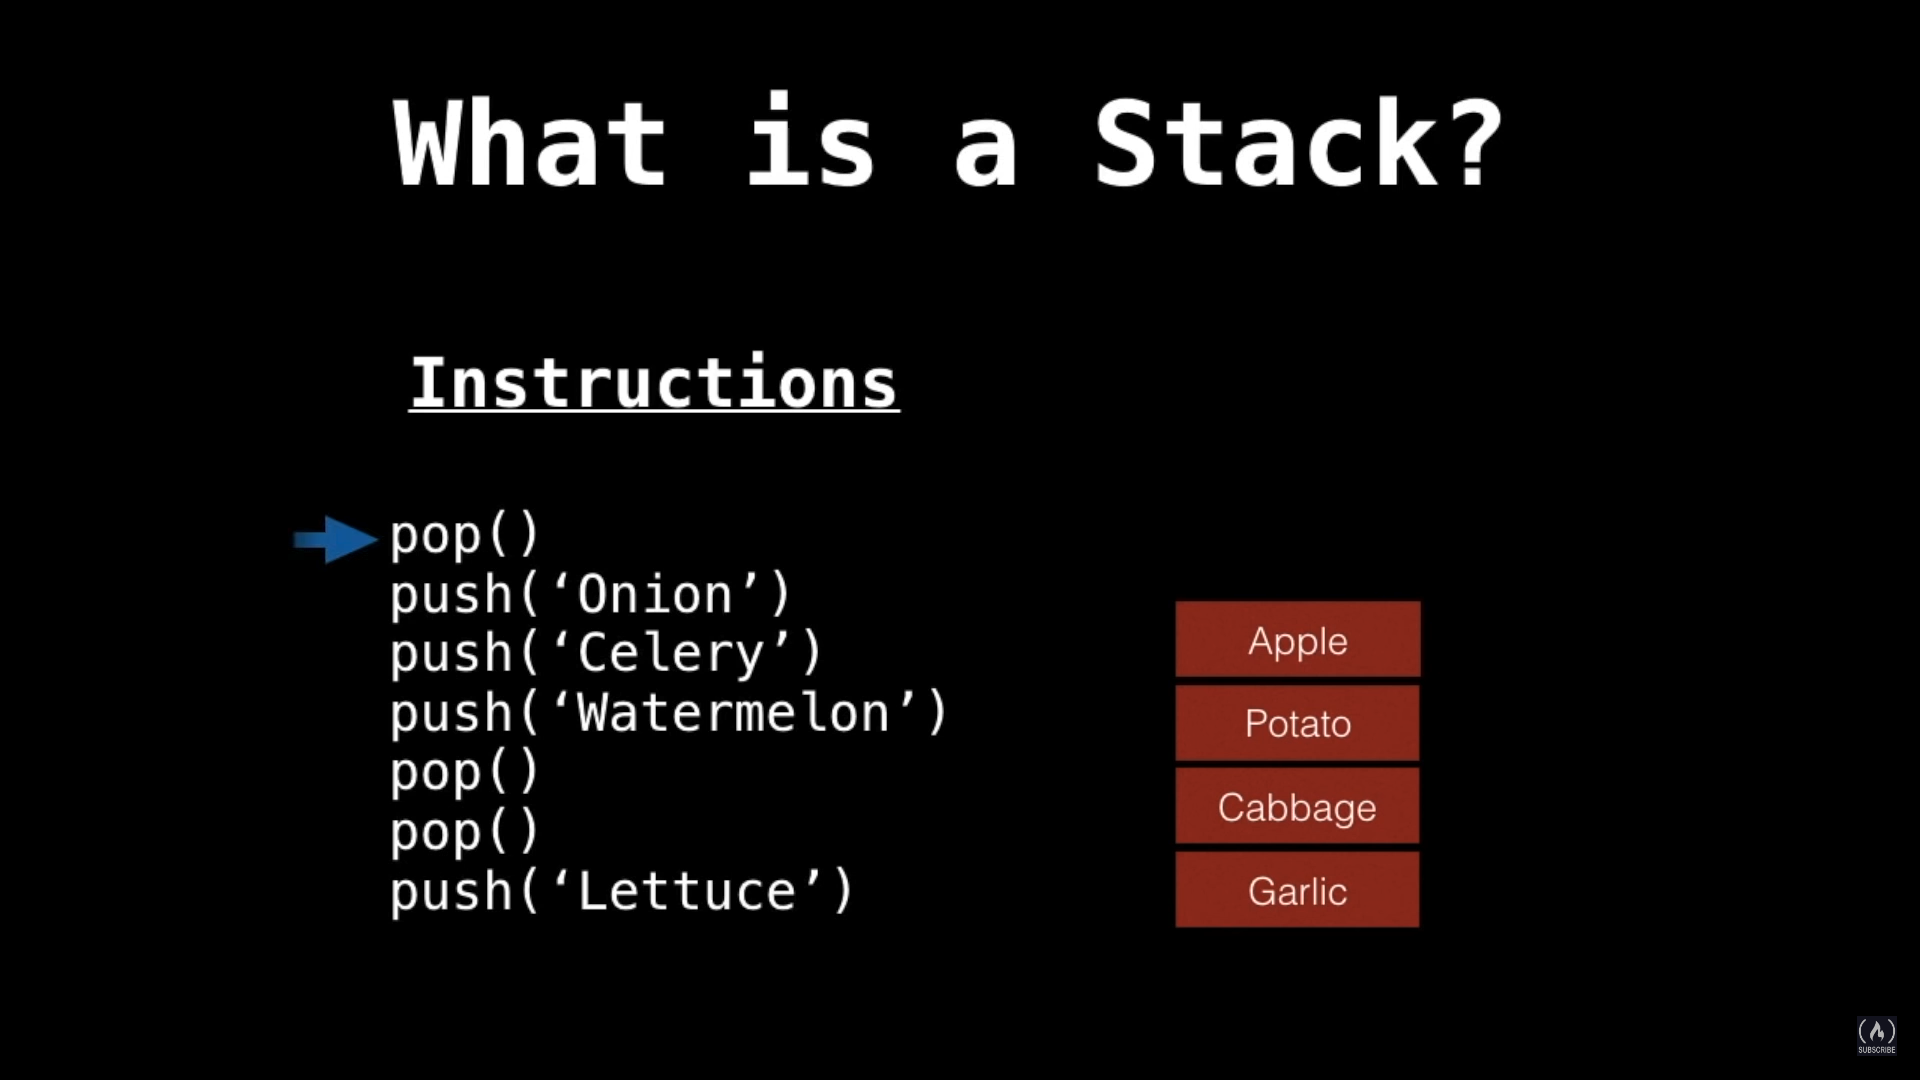 What is a Stack?
Instructions
pop()
push(‘Onion’)
push(‘Celery’)
push(‘Watermelon’)
pop()
pop()
push(‘Lettuce’)
Apple
Potato
Cabbage
Garlic
SUBSCRIBE